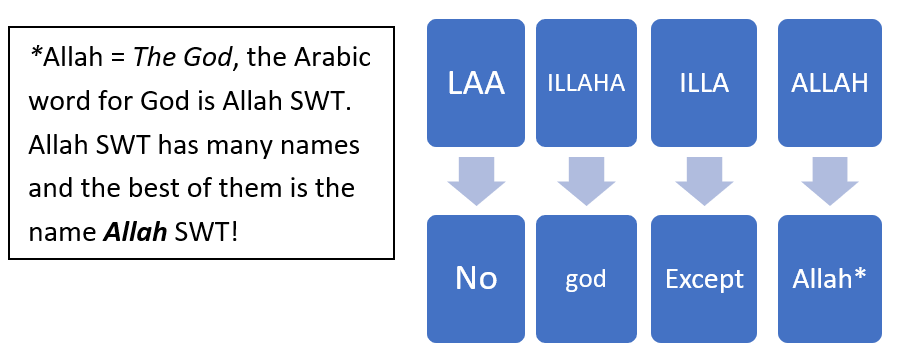 *Allah = The God, the Arabic
word for God is Allah SWT.
Allah SWT has many names
and the best of them is the
name Allah SWT!
LAA ILLAHA ILLA ALLAH
No god Except Allah*